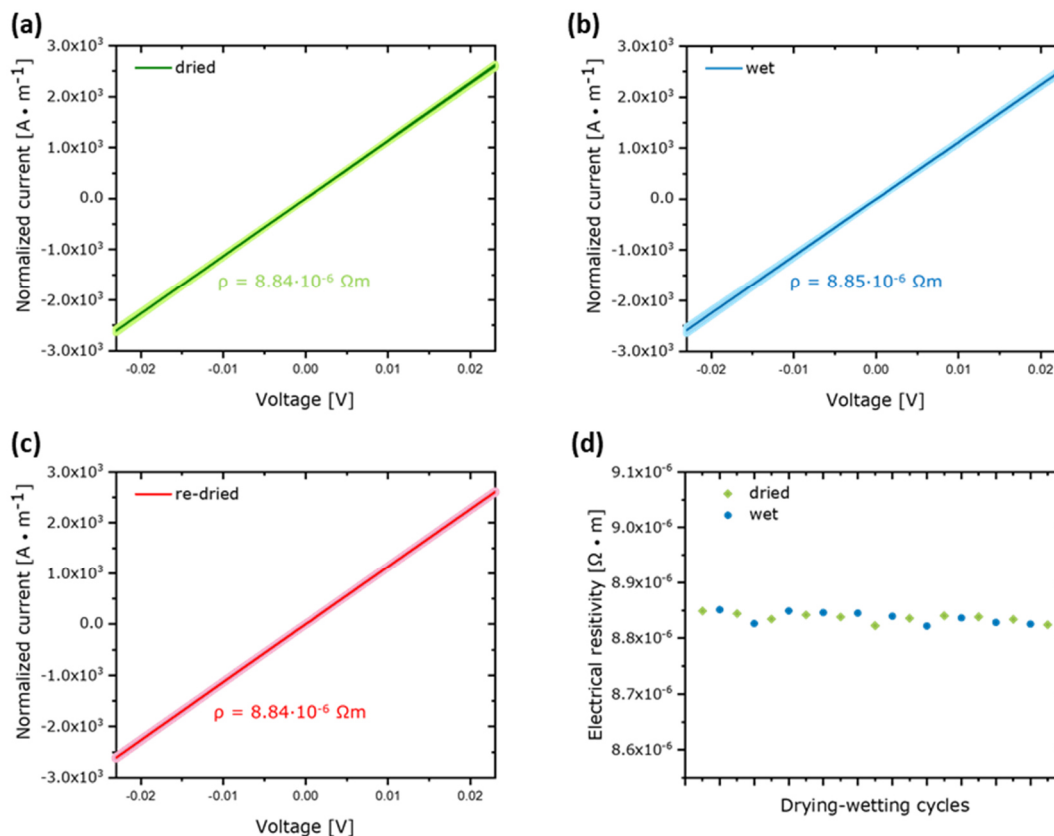 (a)
3.0x10³
2.0x10³
1.0x10³
0.0
-1.0x10³
-2.0x10³
-3.0x10³
Normalized current [A • m⁻¹]
dried
ρ = 8.84·10⁻⁶ Ωm
-0.02
-0.01
0.00
0.01
0.02
Voltage [V]
(b)
3.0x10³
2.0x10³
1.0x10³
0.0
-1.0x10³
-2.0x10³
-3.0x10³
Normalized current [A • m⁻¹]
wet
ρ = 8.85·10⁻⁶ Ωm
-0.02
-0.01
0.00
0.01
0.02
Voltage [V]
(c)
3.0x10³
2.0x10³
1.0x10³
0.0
-1.0x10³
-2.0x10³
-3.0x10³
Normalized current [A • m⁻¹]
re-dried
ρ = 8.84·10⁻⁶ Ωm
-0.02
-0.01
0.00
0.01
0.02
Voltage [V]
(d)
9.1x10⁻⁶
9.0x10⁻⁶
8.9x10⁻⁶
8.8x10⁻⁶
8.7x10⁻⁶
8.6x10⁻⁶
Electrical resitivity [Ω • m]
dried
wet
Drying-wetting cycles